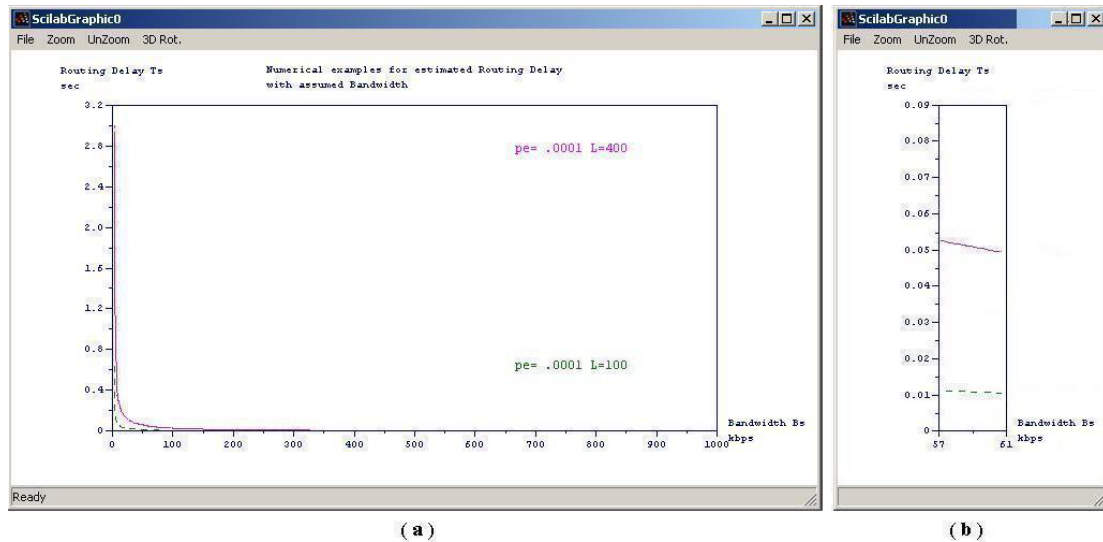 ScilabGraphic0
File Zoom UnZoom 3D Rot.
Routing Delay Ts
sec
Numerical examples for estimated Routing Delay
with assumed Bandwidth
3.2
2.8
2.4
2.0
1.6
1.2
0.8
0.4
0
pe= .0001 L=400
pe= .0001 L=100
0 100 200 300 400 500 600 700 800 900 1000
Bandwidth Bs
kbps
Ready
( a )
ScilabGraphic0
File Zoom UnZoom 3D Rot.
Routing Delay Ts
sec
0.09
0.08
0.07
0.06
0.05
0.04
0.03
0.02
0.01
0
57 61
Bandwidth Bs
kbps
( b )